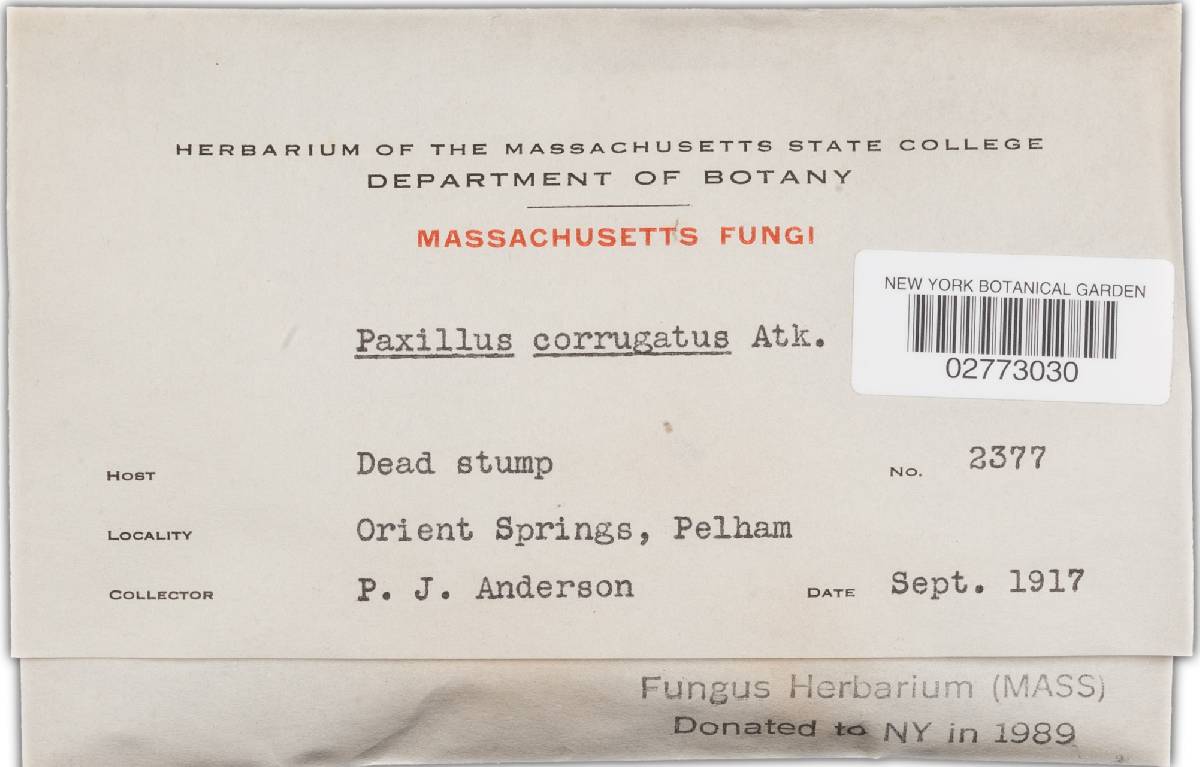 HERBARIUM OF THE MASSACHUSETTS STATE COLLEGE
DEPARTMENT OF BOTANY
MASSACHUSETTS FUNGI
NEW YORK BOTANICAL GARDEN
02773030
Paxillus corrugatus Atk.
HOST Dead stump NO. 2377
LOCALITY Orient Springs, Pelham
COLLECTOR P. J. Anderson DATE Sept. 1917
Fungus Herbarium (MASS)
Donated to NY in 1989